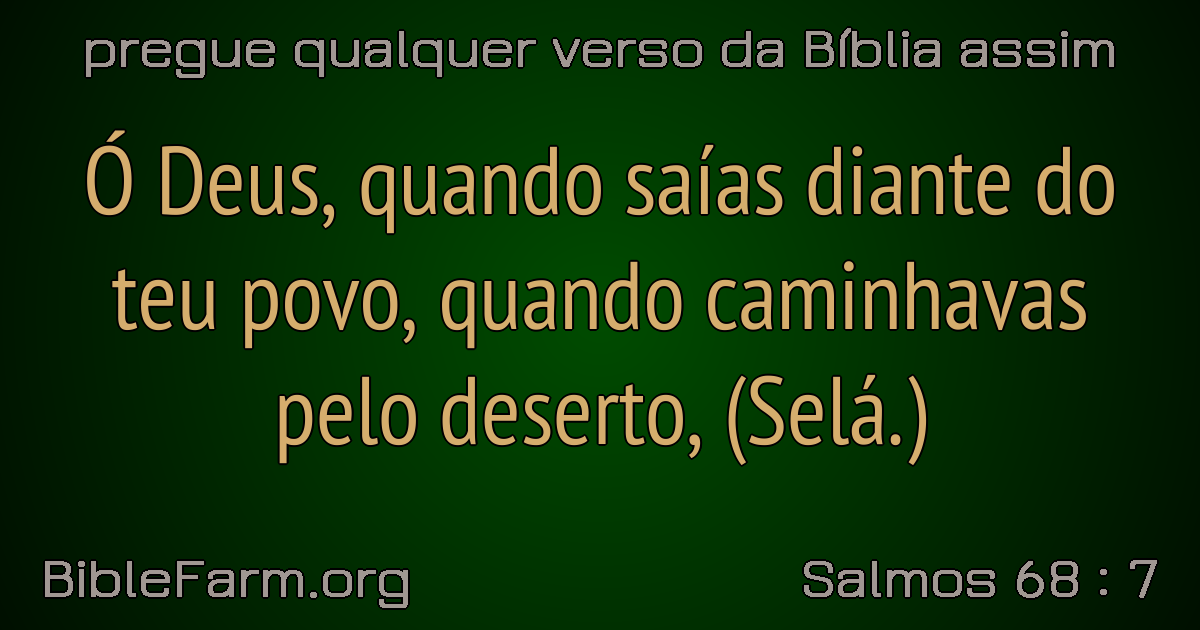 pregue qualquer verso da Bíblia assim
Ó Deus, quando saías diante do
teu povo, quando caminhavas
pelo deserto, (Selá.)
BibleFarm.org
Salmos 68 : 7